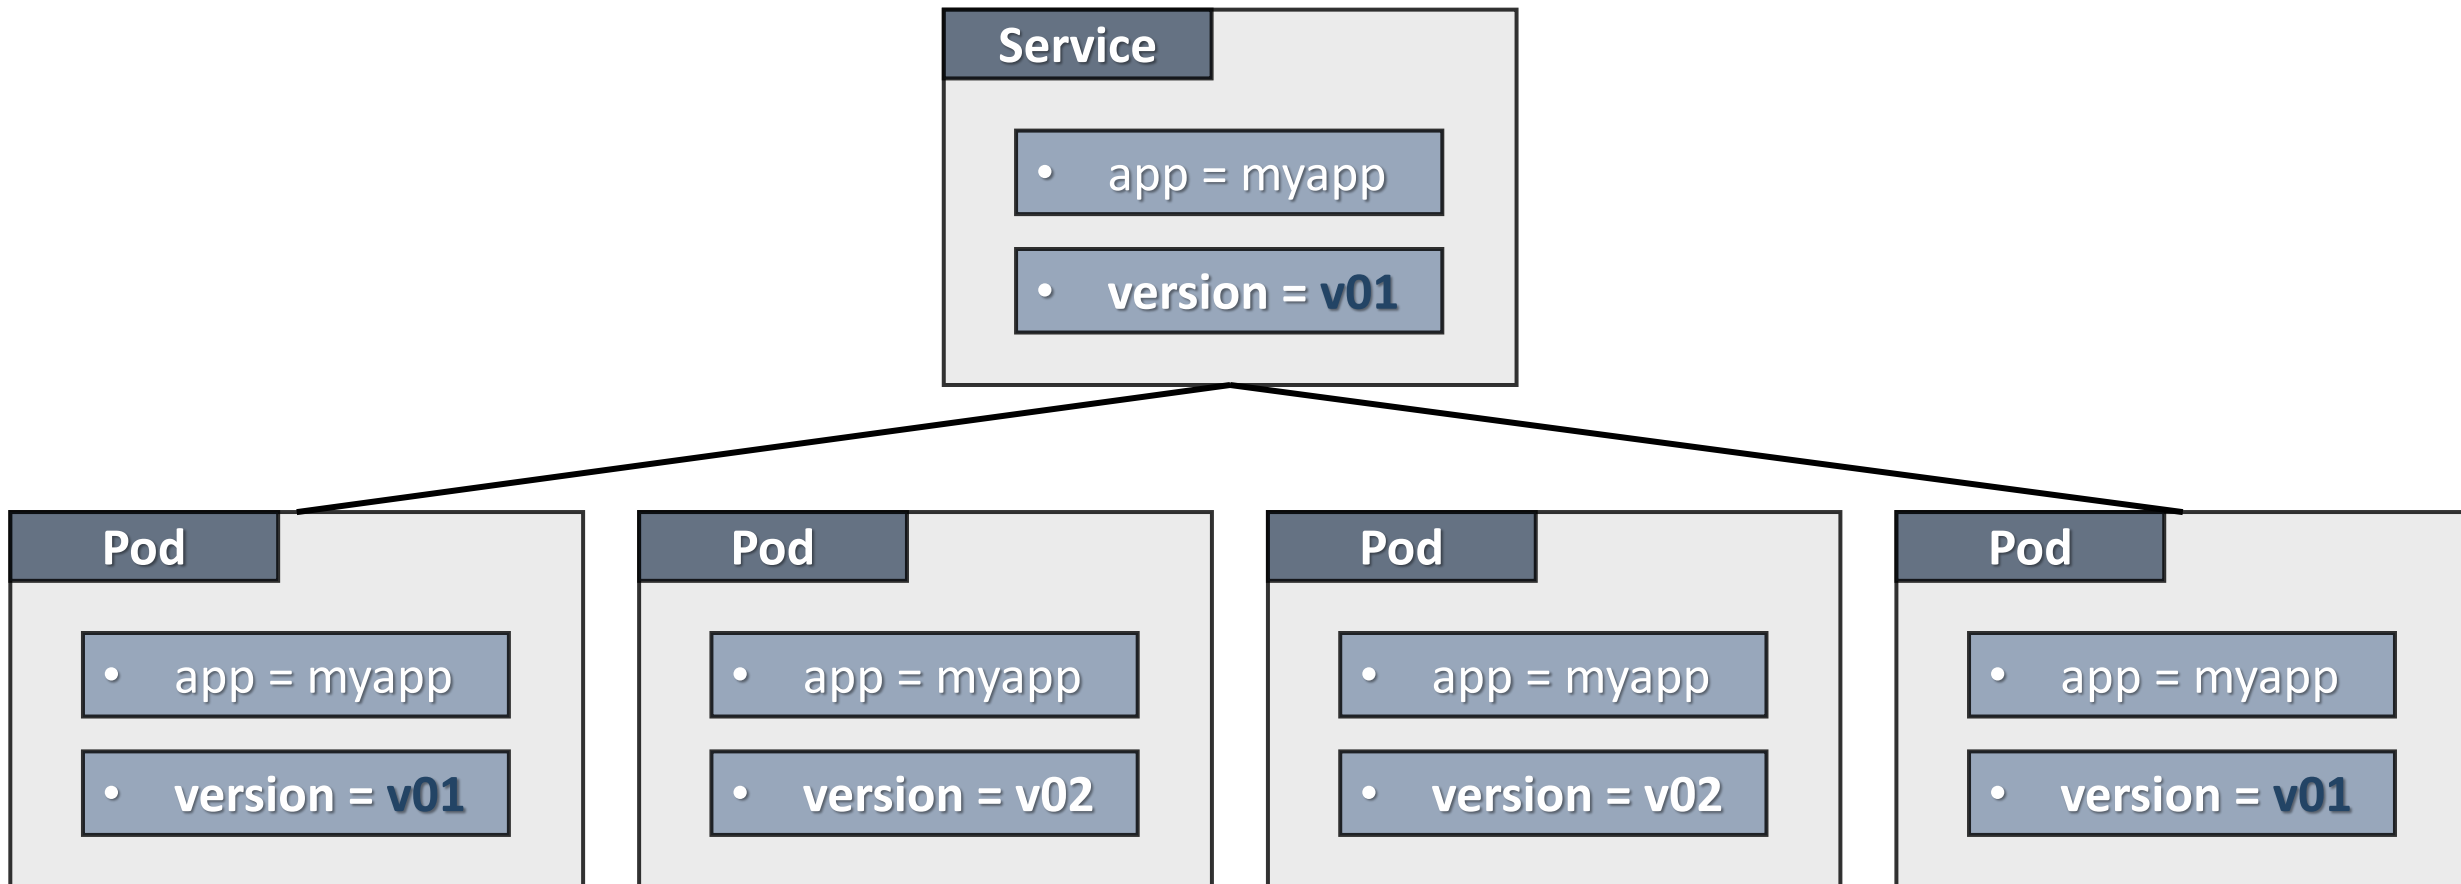 Service
• app = myapp
• version = v01
Pod
• app = myapp
• version = v01
Pod
• app = myapp
• version = v02
Pod
• app = myapp
• version = v02
Pod
• app = myapp
• version = v01